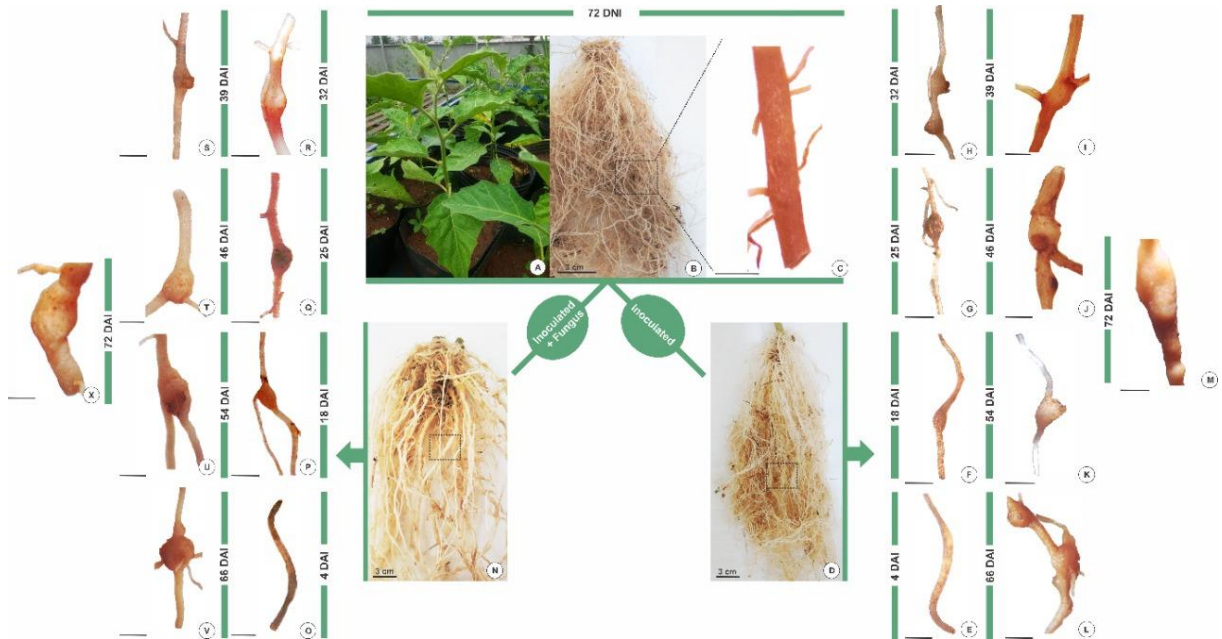 72 DNI
A
3 cm
B
C
Inoculated
+ Fungus
Inoculated
3 cm
N
3 cm
D
39 DAI
32 DAI
S
R
46 DAI
25 DAI
T
Q
72 DAI
X
54 DAI
18 DAI
U
P
66 DAI
4 DAI
V
O
32 DAI
39 DAI
H
I
25 DAI
46 DAI
G
J
72 DAI
M
18 DAI
54 DAI
F
K
4 DAI
66 DAI
E
L